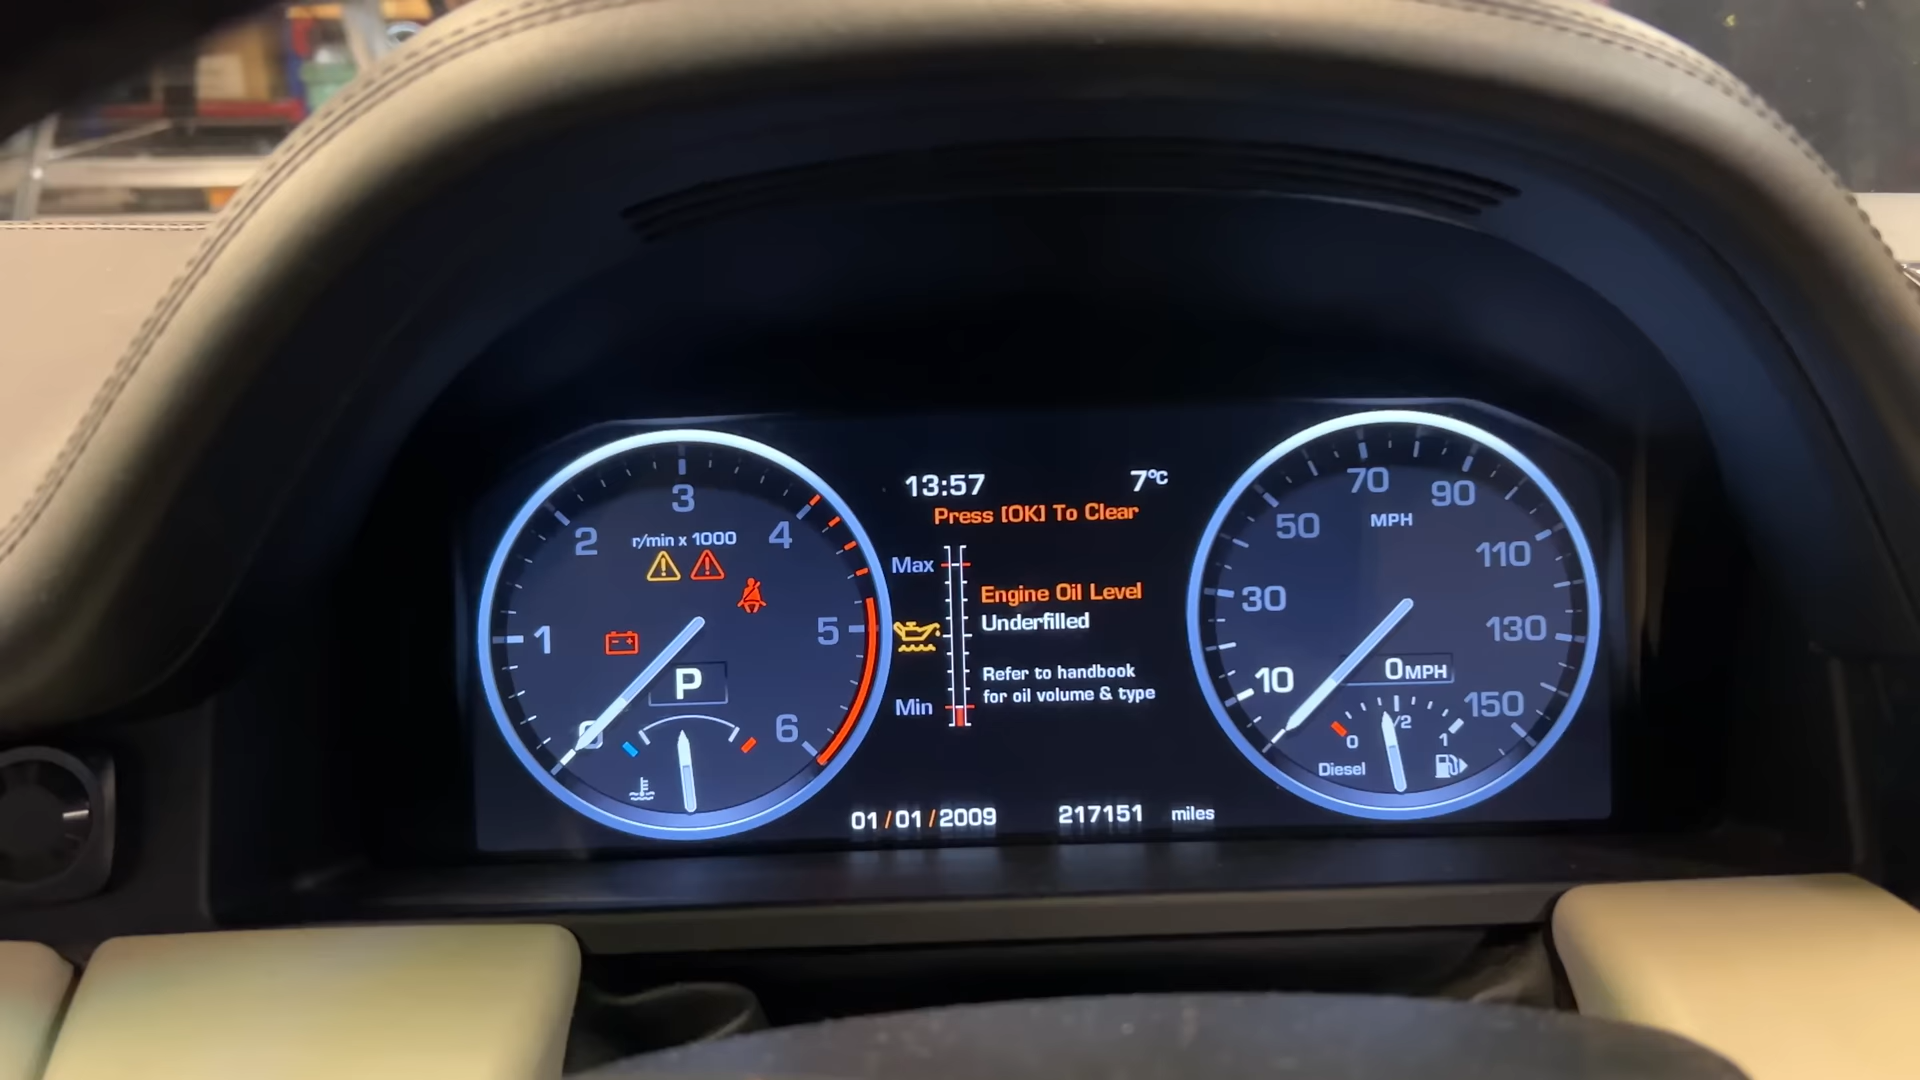 13:57 7°C
Press [OK] To Clear
Max
Engine Oil Level
Underfilled
Refer to handbook
for oil volume & type
Min
01/01/2009 217151 miles
0
1
2
3
4
5
6
r/min x 1000
P
10
30
50
70
90
110
130
150
MPH
0MPH
0 1/2 1
Diesel